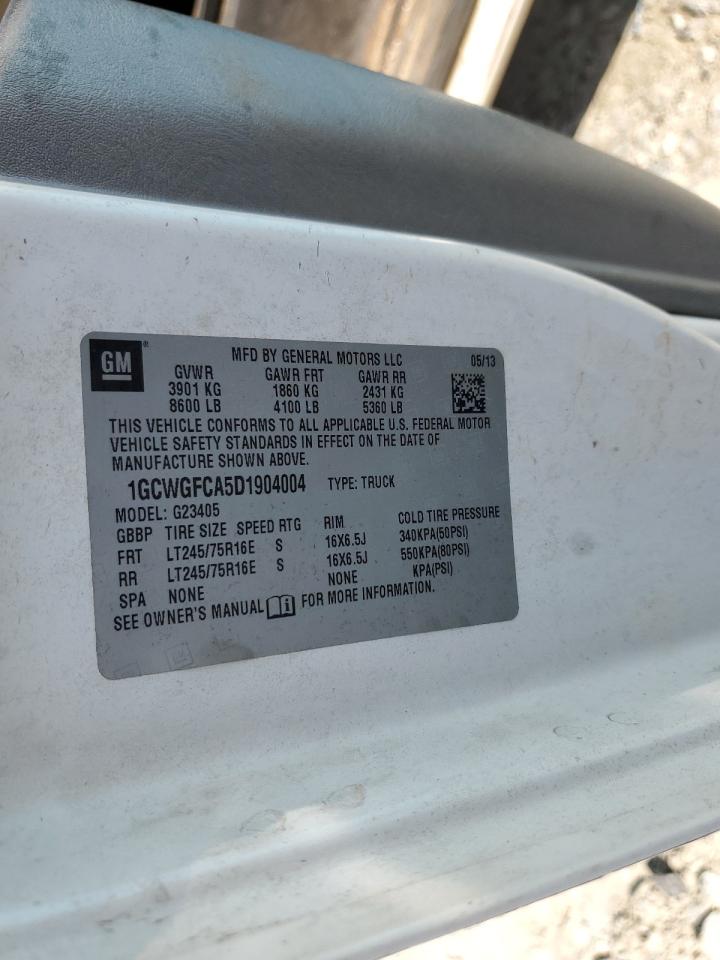 GM®
MFD BY GENERAL MOTORS LLC 05/13
GVWR GAWR FRT GAWR RR
3901 KG 1860 KG 2431 KG
8600 LB 4100 LB 5360 LB
THIS VEHICLE CONFORMS TO ALL APPLICABLE U.S. FEDERAL MOTOR
VEHICLE SAFETY STANDARDS IN EFFECT ON THE DATE OF
MANUFACTURE SHOWN ABOVE.
1GCWGFCA5D1904004 TYPE: TRUCK
MODEL: G23405
GBBP TIRE SIZE SPEED RTG RIM COLD TIRE PRESSURE
FRT LT245/75R16E S 16X6.5J 340KPA(50PSI)
RR LT245/75R16E S 16X6.5J 550KPA(80PSI)
SPA NONE NONE KPA(PSI)
SEE OWNER'S MANUAL FOR MORE INFORMATION.